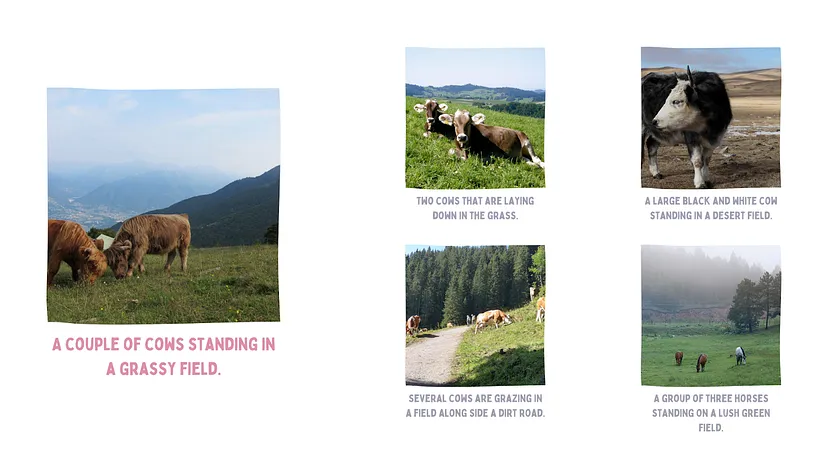 A COUPLE OF COWS STANDING IN
A GRASSY FIELD.
TWO COWS THAT ARE LAYING
DOWN IN THE GRASS.
A LARGE BLACK AND WHITE COW
STANDING IN A DESERT FIELD.
SEVERAL COWS ARE GRAZING IN
A FIELD ALONG SIDE A DIRT ROAD.
A GROUP OF THREE HORSES
STANDING ON A LUSH GREEN
FIELD.